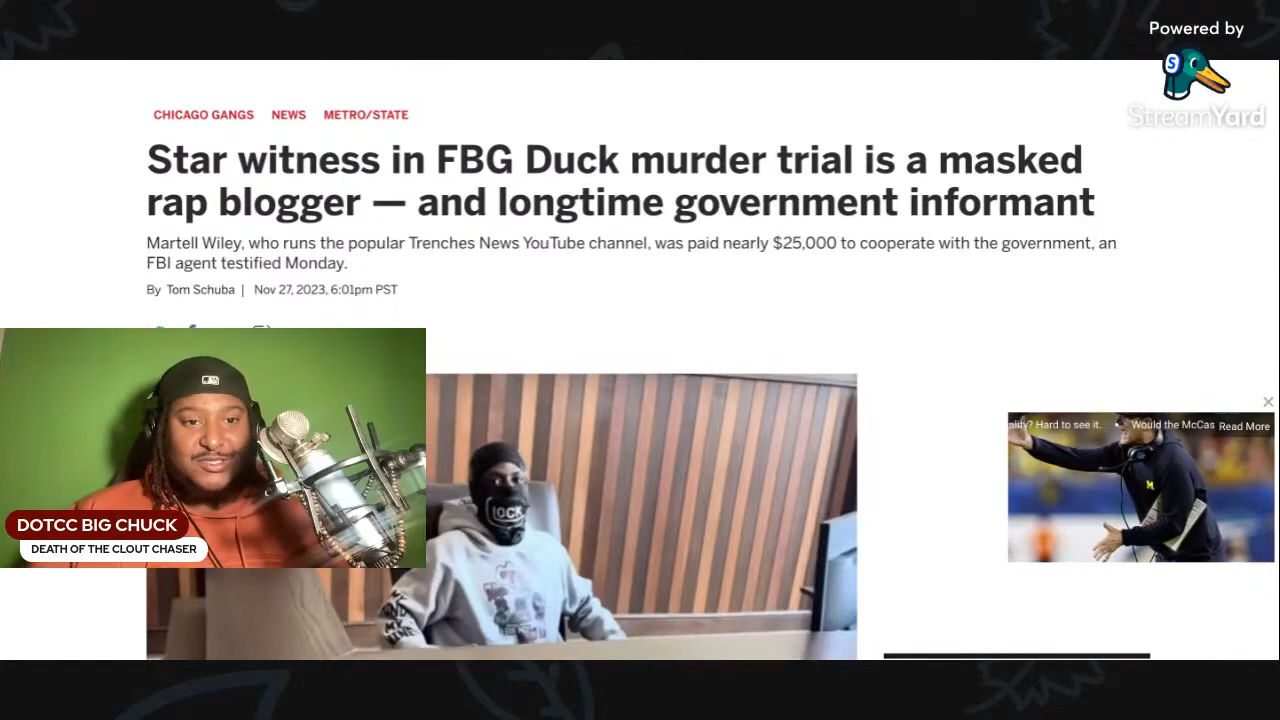 Powered by
StreamYard
CHICAGO GANGS NEWS METRO/STATE
Star witness in FBG Duck murder trial is a masked
rap blogger — and longtime government informant
Martell Wiley, who runs the popular Trenches News YouTube channel, was paid nearly $25,000 to cooperate with the government, an
FBI agent testified Monday.
By Tom Schuba | Nov 27, 2023, 6:01pm PST
ality? Hard to see it. • Would the McCas Read More
DOTCC BIG CHUCK
DEATH OF THE CLOUT CHASER